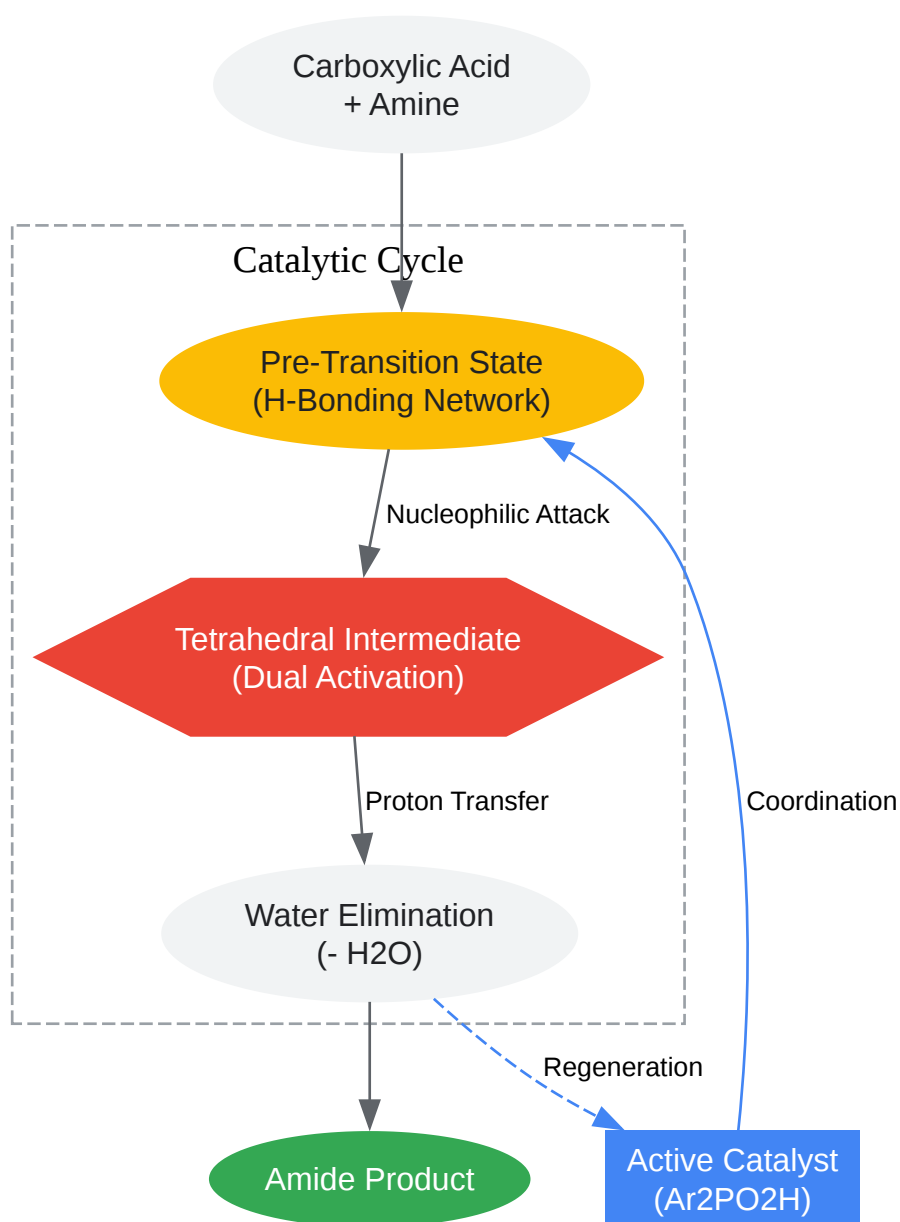 Carboxylic Acid
+ Amine
Catalytic Cycle
Pre-Transition State
(H-Bonding Network)
Nucleophilic Attack
Tetrahedral Intermediate
(Dual Activation)
Proton Transfer
Coordination
Water Elimination
(- H2O)
Regeneration
Amide Product
Active Catalyst
(Ar2PO2H)